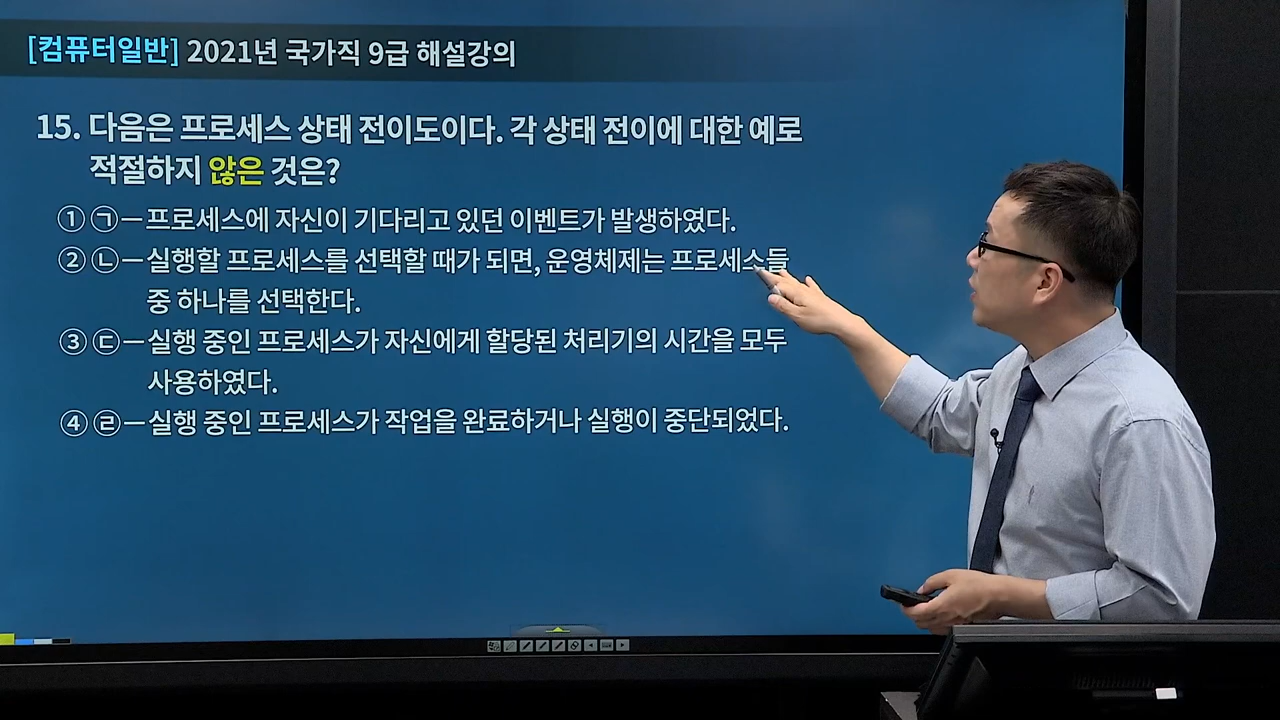 [컴퓨터일반] 2021년 국가직 9급 해설강의
15. 다음은 프로세스 상태 전이도이다. 각 상태 전이에 대한 예로
적절하지 않은 것은?
① ㉠－프로세스에 자신이 기다리고 있던 이벤트가 발생하였다.
② ㉡－실행할 프로세스를 선택할 때가 되면, 운영체제는 프로세스들
중 하나를 선택한다.
③ ㉢－실행 중인 프로세스가 자신에게 할당된 처리기의 시간을 모두
사용하였다.
④ ㉣－실행 중인 프로세스가 작업을 완료하거나 실행이 중단되었다.